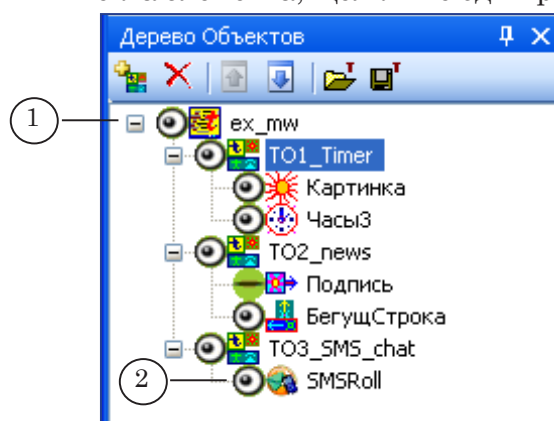 Дерево Объектов
1
ex_mw
TO1_Timer
Картинка
Часы3
TO2_news
Подпись
БегущСтрока
TO3_SMS_chat
2
SMSRoll